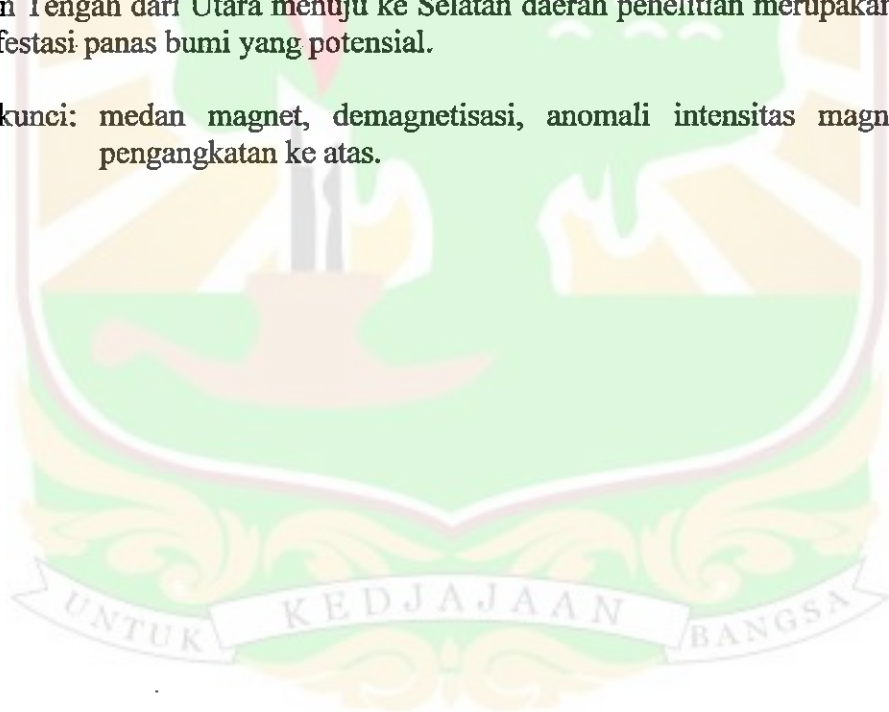 Tengah dari Utara menuju ke Selatan daerah penelitian merupakan
festasi panas bumi yang potensial.
kunci: medan magnet, demagnetisasi, anomali intensitas magn
pengangkatan ke atas.
UNTUK KEDJAJAAN BANGSA